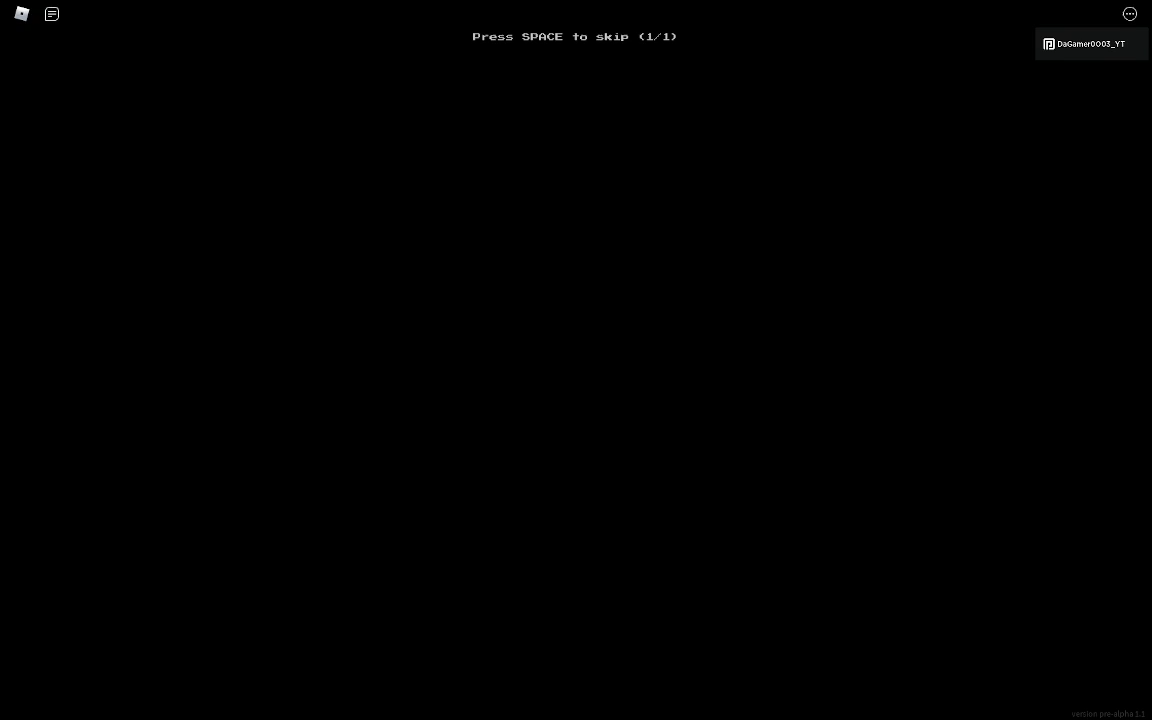 Press SPACE to skip (1/1)
DaGamer0003_YT
version pre-alpha 1.1